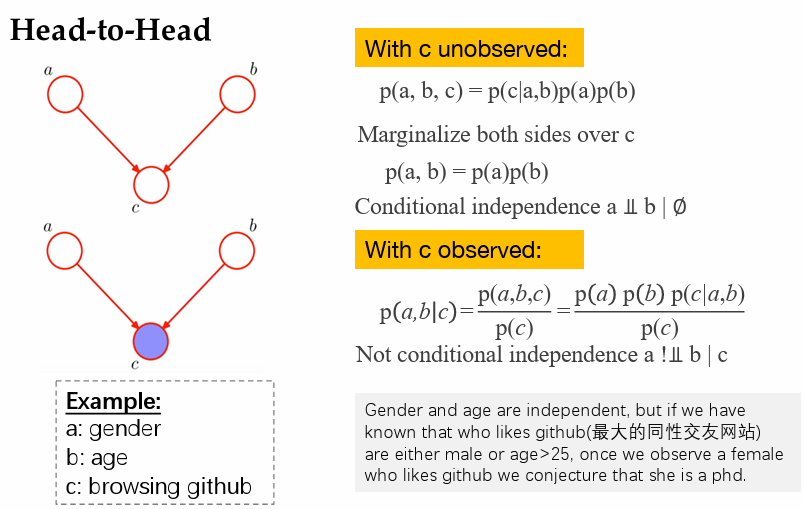 Head-to-Head
a
b
c
a
b
c
Example:
a: gender
b: age
c: browsing github
With c unobserved:
p(a, b, c) = p(c|a,b)p(a)p(b)
Marginalize both sides over c
p(a, b) = p(a)p(b)
Conditional independence a ⫫ b | ∅
With c observed:
p(a,b|c)= p(a,b,c)/p(c) = p(a) p(b) p(c|a,b)/p(c)
Not conditional independence a !⫫ b | c
Gender and age are independent, but if we have
known that who likes github(最大的同性交友网站)
are either male or age>25, once we observe a female
who likes github we conjecture that she is a phd.